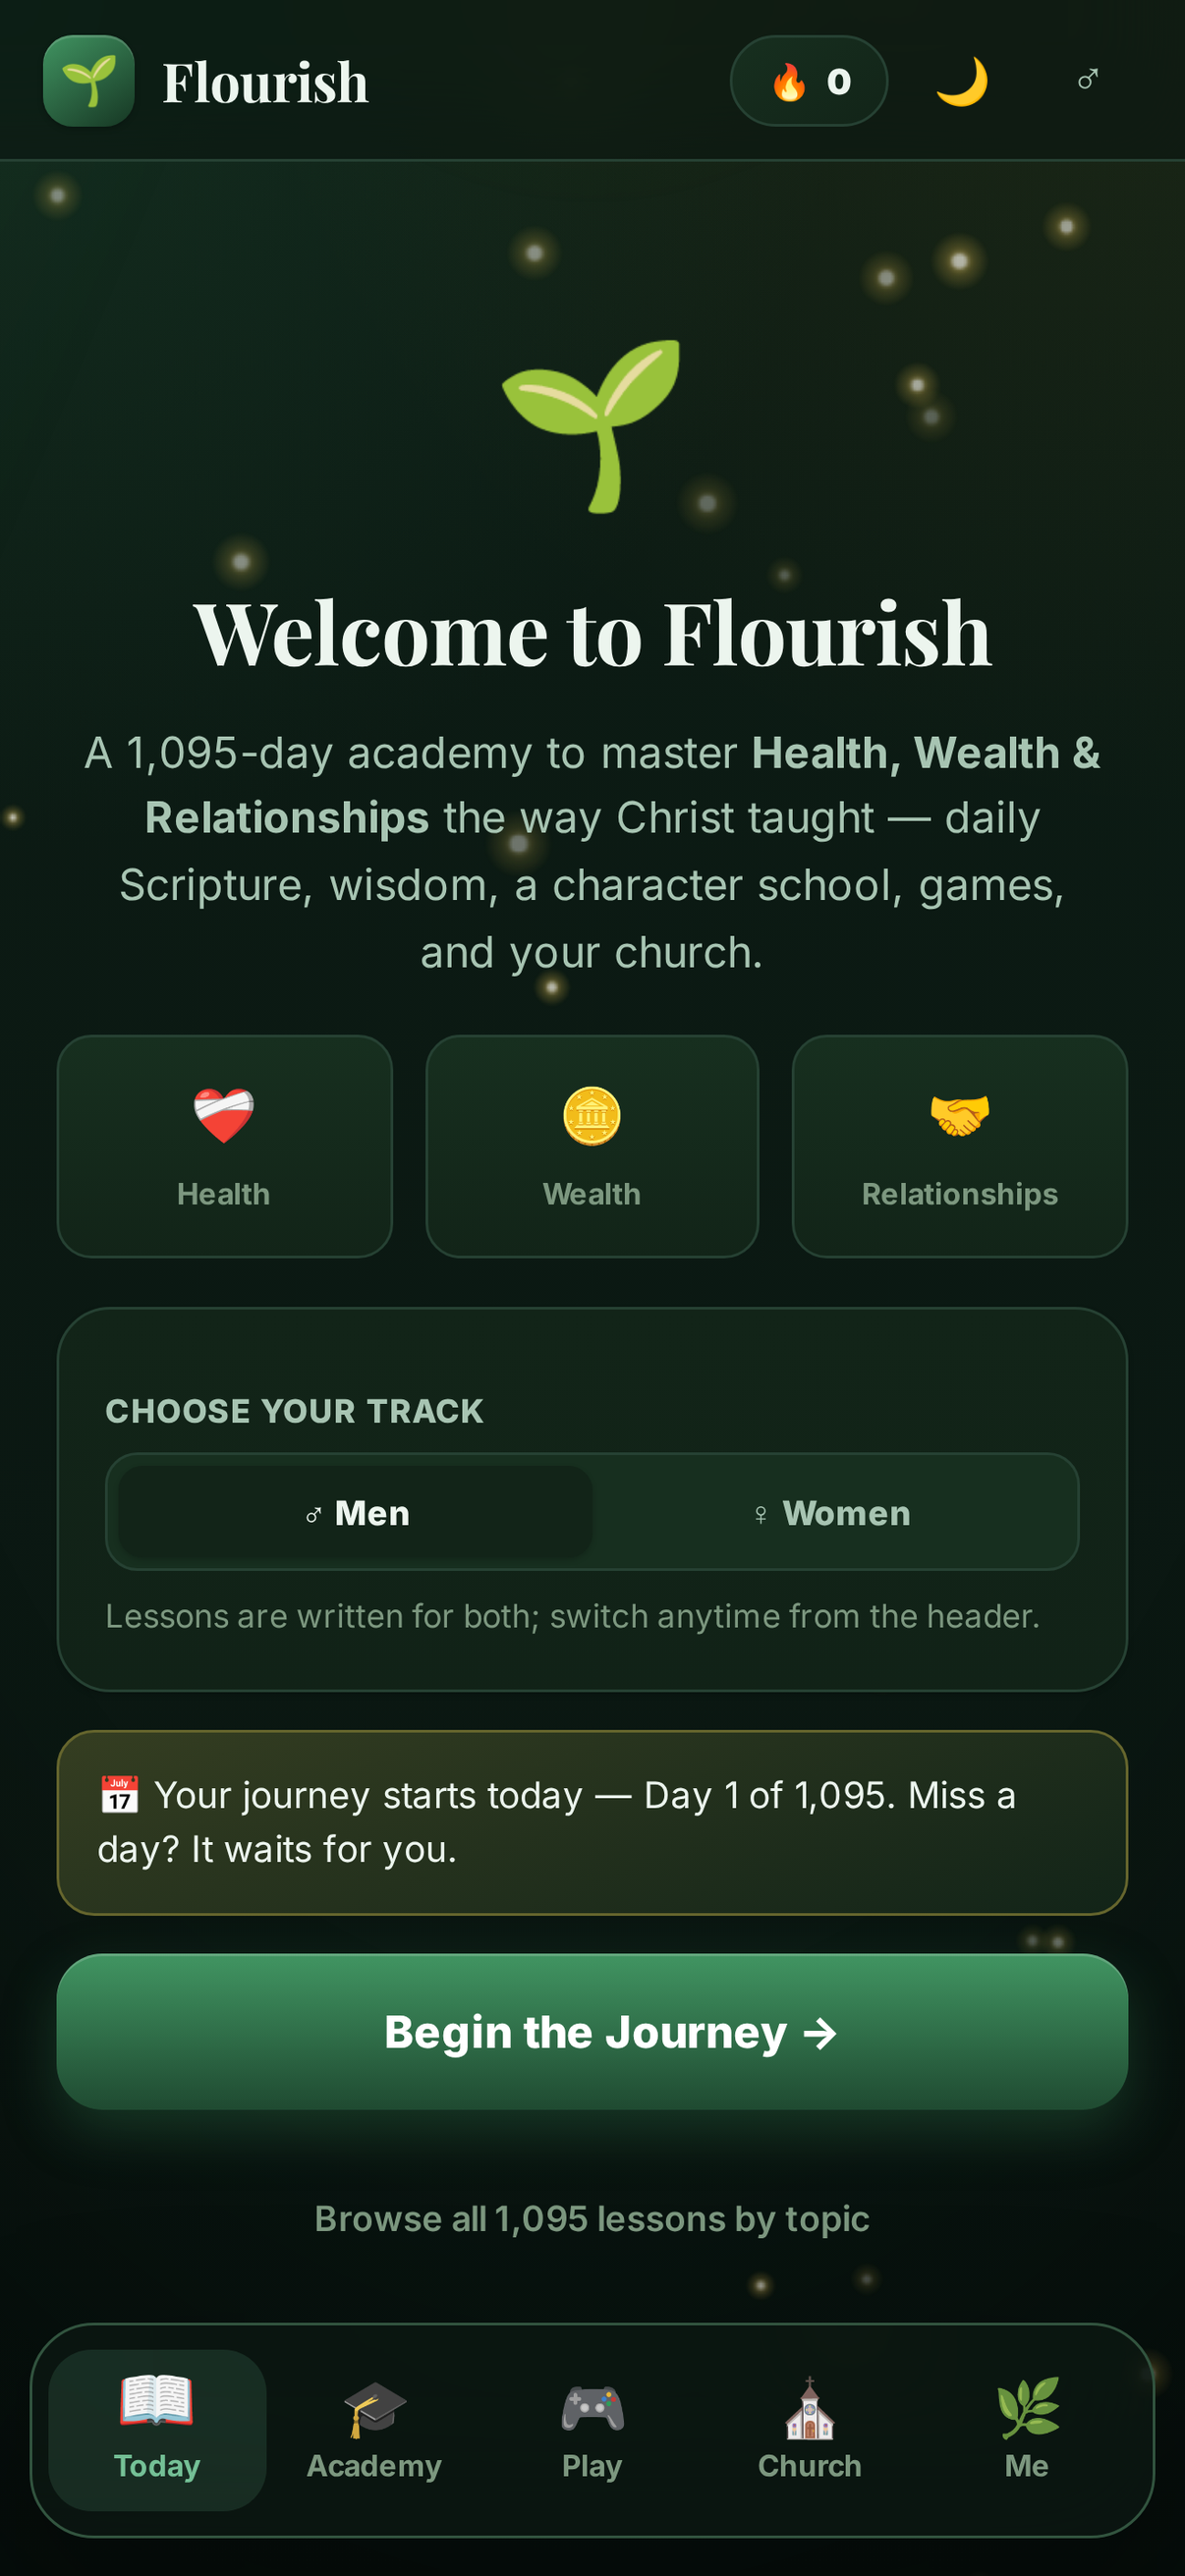 Flourish
0
Welcome to Flourish
A 1,095-day academy to master Health, Wealth &
Relationships the way Christ taught — daily
Scripture, wisdom, a character school, games,
and your church.
Health
Wealth
Relationships
CHOOSE YOUR TRACK
♂ Men
♀ Women
Lessons are written for both; switch anytime from the header.
July
17
Your journey starts today — Day 1 of 1,095. Miss a
day? It waits for you.
Begin the Journey →
Browse all 1,095 lessons by topic
Today
Academy
Play
Church
Me